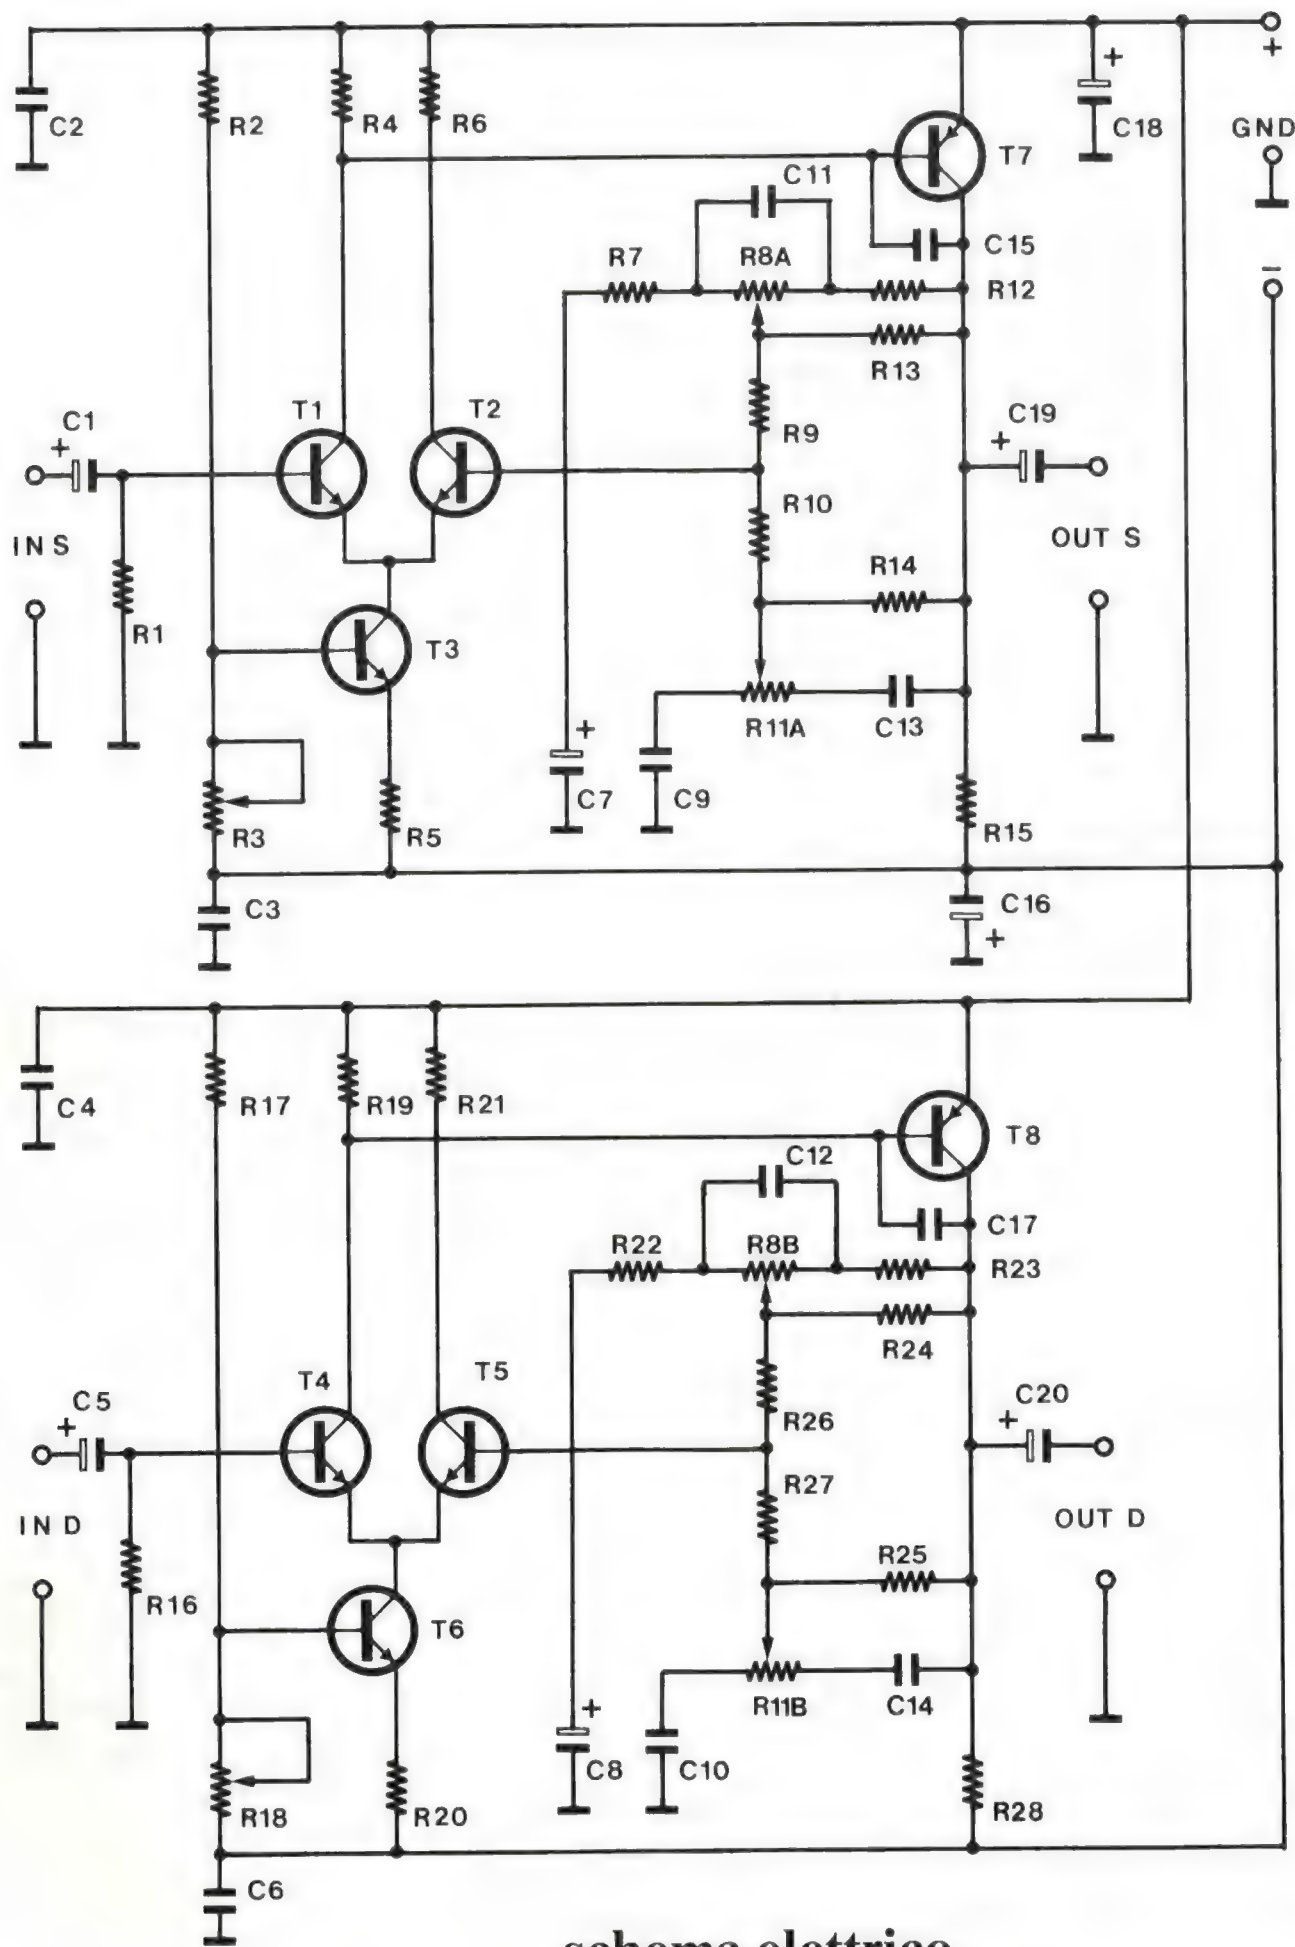 +
C2
R2
R4
R6
T7
C18
GND
+
C11
C15
R7
R8A
R12
−
R13
C1
+
T1
T2
R9
C19
+
R10
IN S
OUT S
R14
R1
T3
R11A
C13
+
C7
C9
R3
R5
R15
C3
C16
+
C4
R17
R19
R21
T8
C12
C17
R22
R8B
R23
R24
T4
T5
C5
+
R26
C20
+
R27
IN D
OUT D
R25
R16
T6
R11B
C14
+
C8
C10
R18
R20
R28
C6
schema elettrico